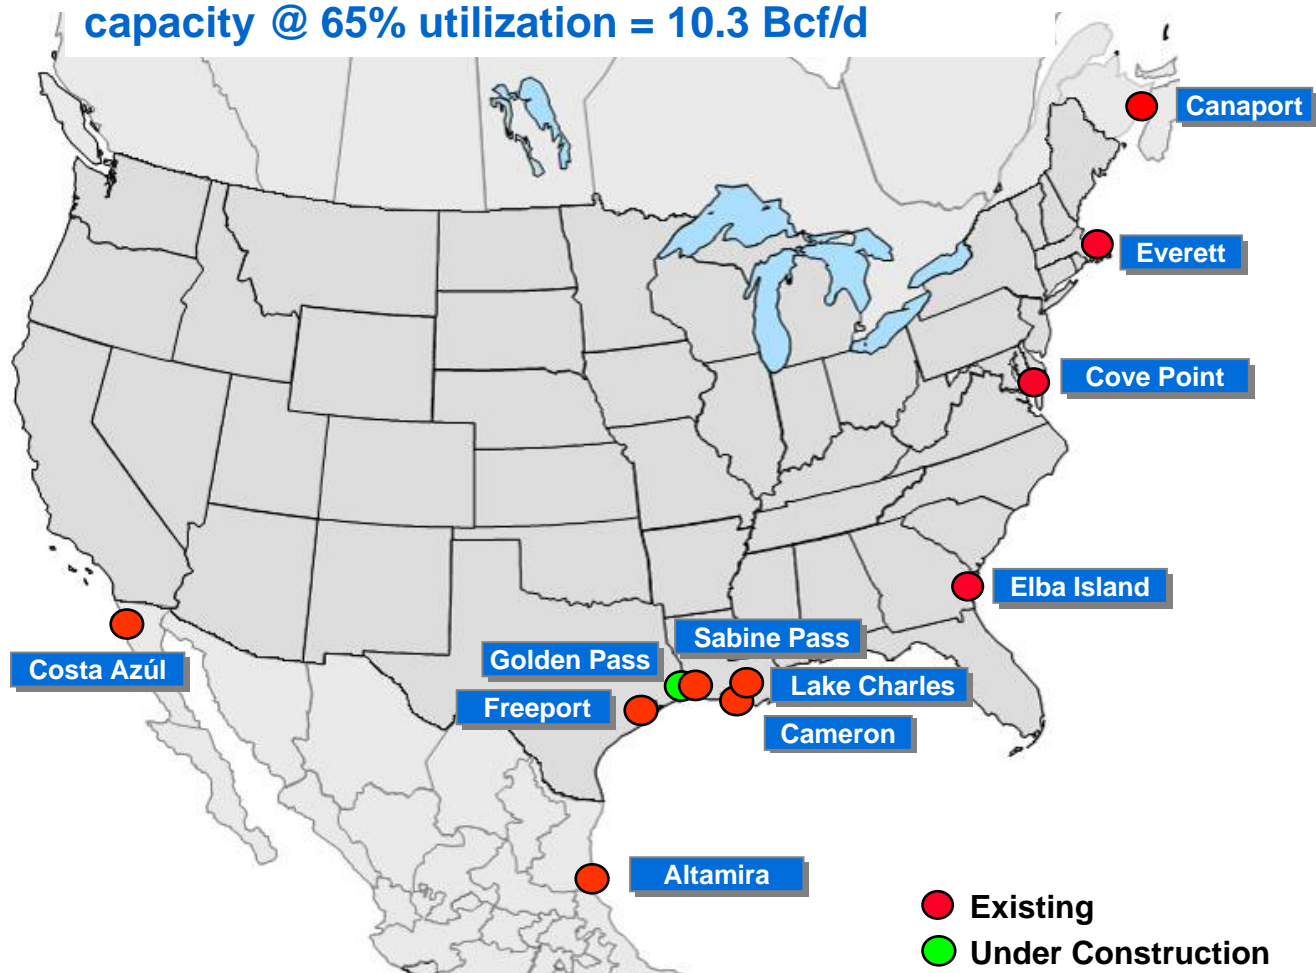 capacity @ 65% utilization = 10.3 Bcf/d
Canaport
Everett
Cove Point
Elba Island
Sabine Pass
Golden Pass
Costa Azúl
Lake Charles
Freeport
Cameron
Altamira
Existing
Under Construction